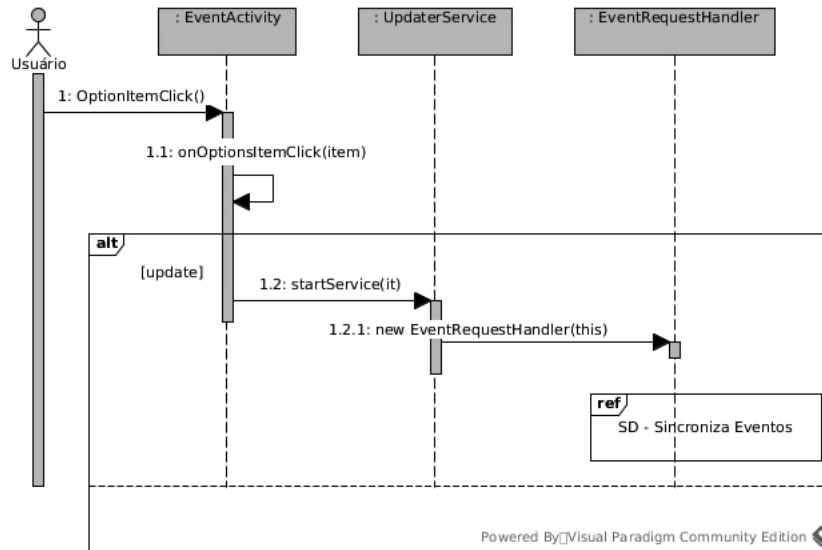 : EventActivity
: UpdaterService
: EventRequestHandler
Usuário
1: OptionItemClick()
1.1: onOptionsItemClick(item)
alt
[update]
1.2: startService(it)
1.2.1: new EventRequestHandler(this)
ref
SD - Sincroniza Eventos
Powered By Visual Paradigm Community Edition